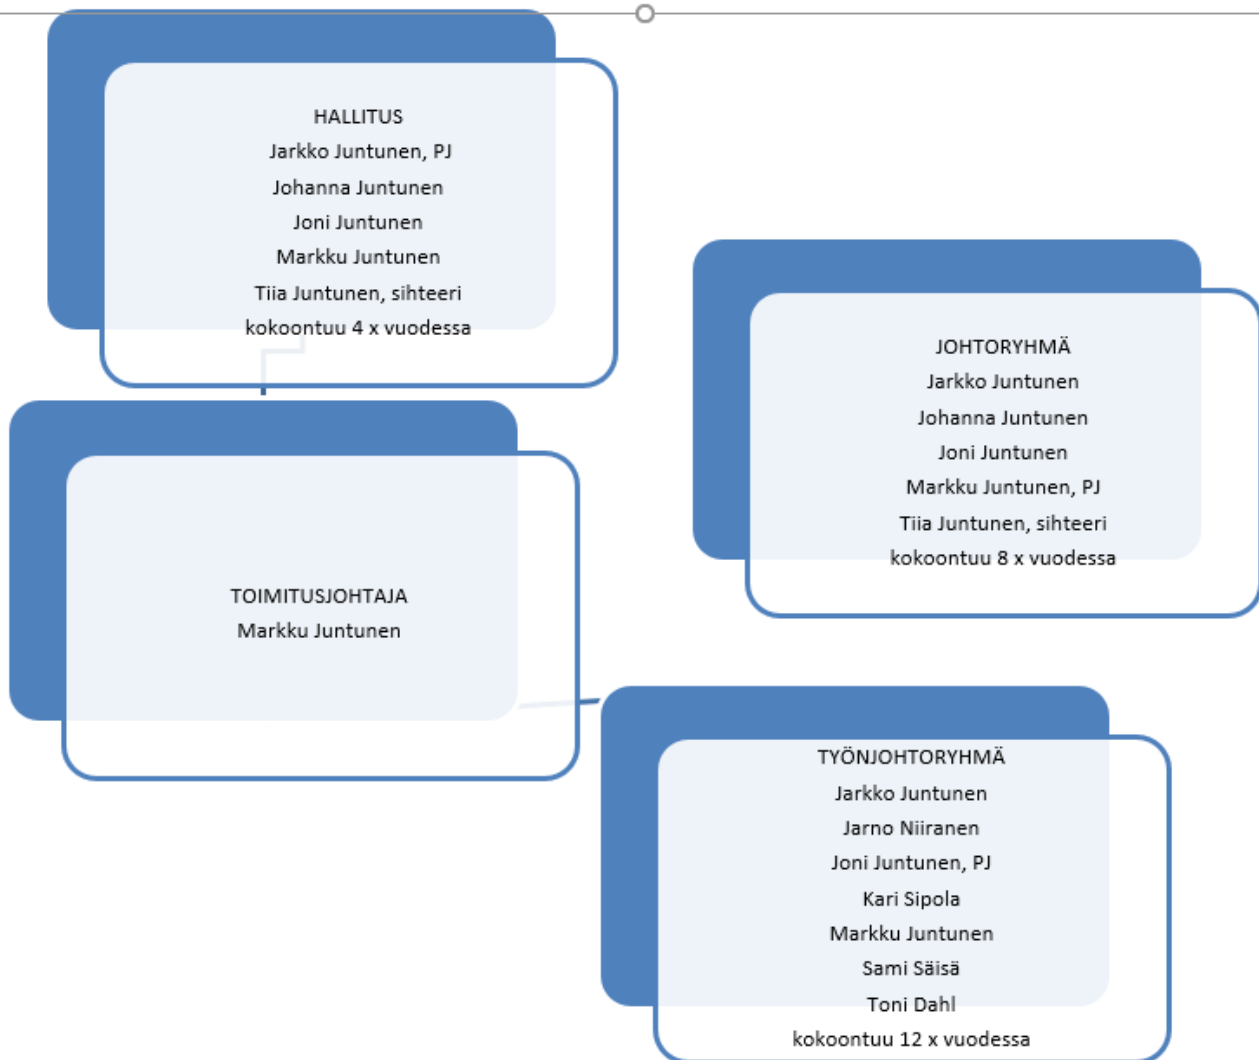 HALLITUS
Jarkko Juntunen, PJ
Johanna Juntunen
Joni Juntunen
Markku Juntunen
Tiia Juntunen, sihteeri
kokoontuu 4 x vuodessa
JOHTORYHMÄ
Jarkko Juntunen
Johanna Juntunen
Joni Juntunen
Markku Juntunen, PJ
Tiia Juntunen, sihteeri
kokoontuu 8 x vuodessa
TOIMITUSJOHTAJA
Markku Juntunen
TYÖNJOHTORYHMÄ
Jarkko Juntunen
Jarno Niiranen
Joni Juntunen, PJ
Kari Sipola
Markku Juntunen
Sami Säisä
Toni Dahl
kokoontuu 12 x vuodessa